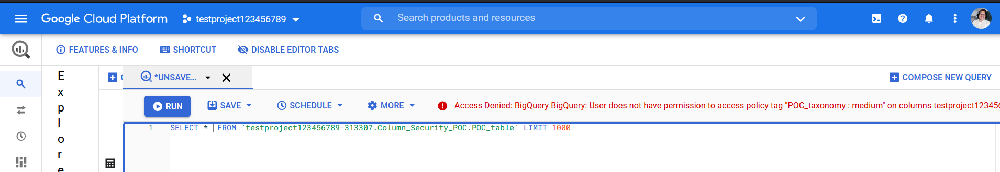 Google Cloud Platform testproject123456789 Search products and resources
FEATURES & INFO SHORTCUT DISABLE EDITOR TABS
Explore
*UNSAVE... COMPOSE NEW QUERY
RUN SAVE SCHEDULE MORE Access Denied: BigQuery BigQuery: User does not have permission to access policy tag "POC_taxonomy : medium" on columns testproject123456
1 SELECT * FROM `testproject123456789-313307.Column_Security_POC.POC_table` LIMIT 1000